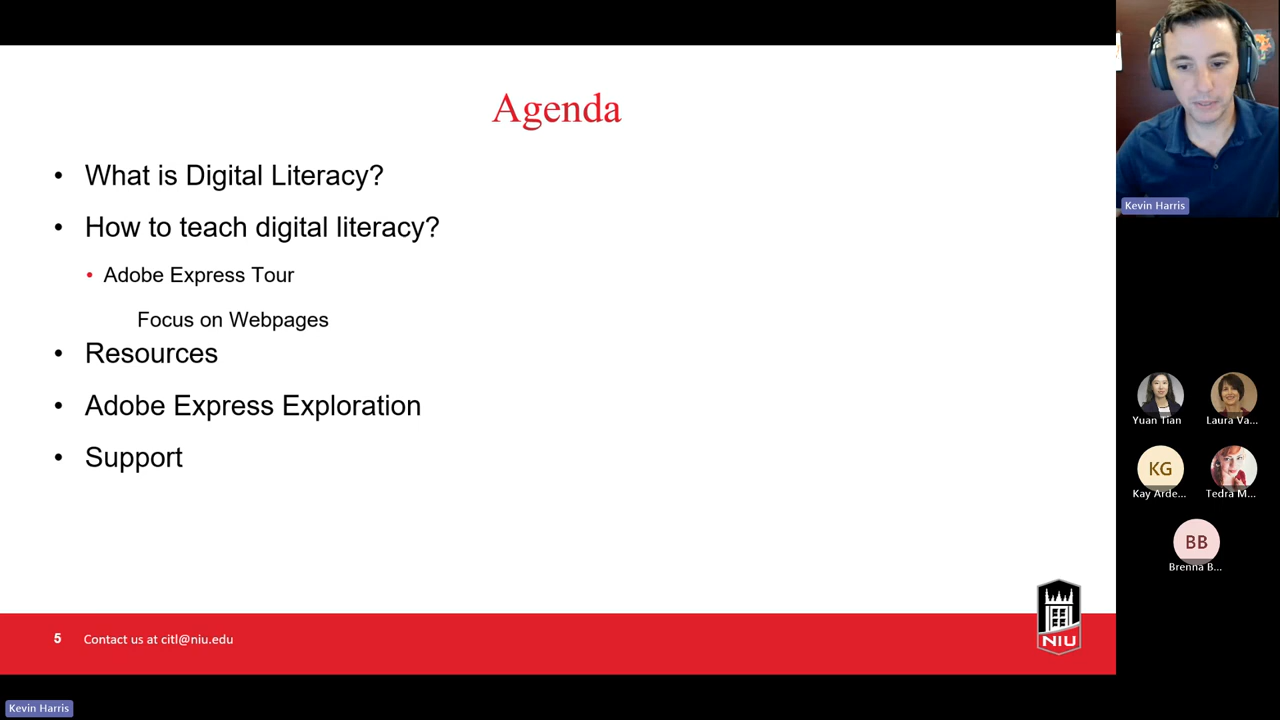 Agenda
• What is Digital Literacy?
• How to teach digital literacy?
• Adobe Express Tour
Focus on Webpages
• Resources
• Adobe Express Exploration
• Support
5 Contact us at citl@niu.edu
NIU
Kevin Harris
Kevin Harris
Yuan Tian
Laura Va...
KG
Kay Arde...
Tedra M...
BB
Brenna B...